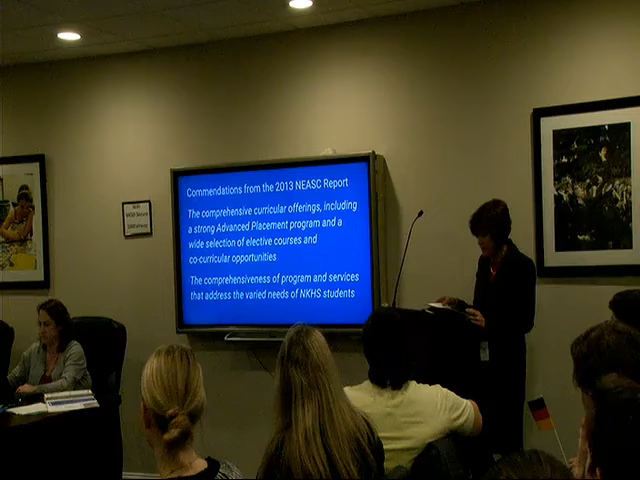 Commendations from the 2013 NEASC Report
The comprehensive curricular offerings, including
a strong Advanced Placement program and a
wide selection of elective courses and
co-curricular opportunities
The comprehensiveness of program and services
that address the varied needs of NKHS students